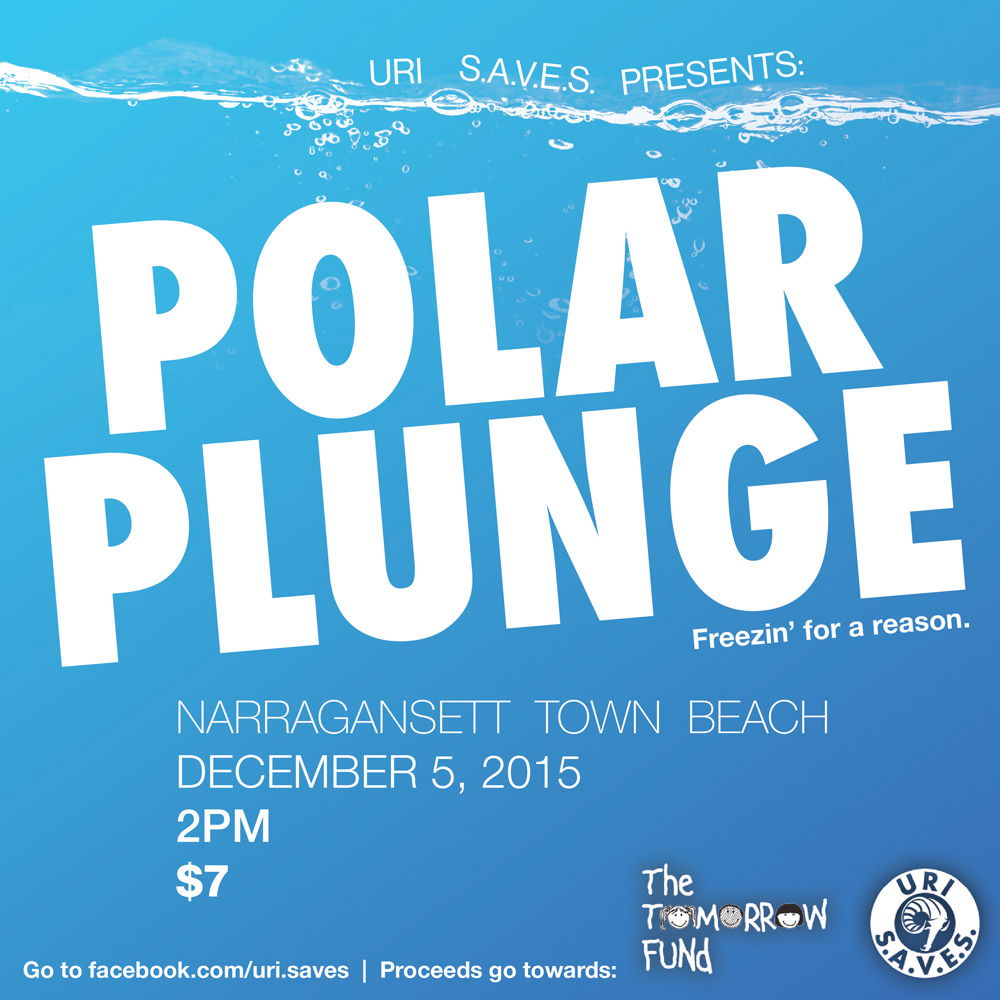 URI S.A.V.E.S. PRESENTS:
POLAR
PLUNGE
Freezin' for a reason.
NARRAGANSETT TOWN BEACH
DECEMBER 5, 2015
2PM
$7
Go to facebook.com/uri.saves | Proceeds go towards:
The
TOMORROW
FUNd
URI
S.A.V.E.S.